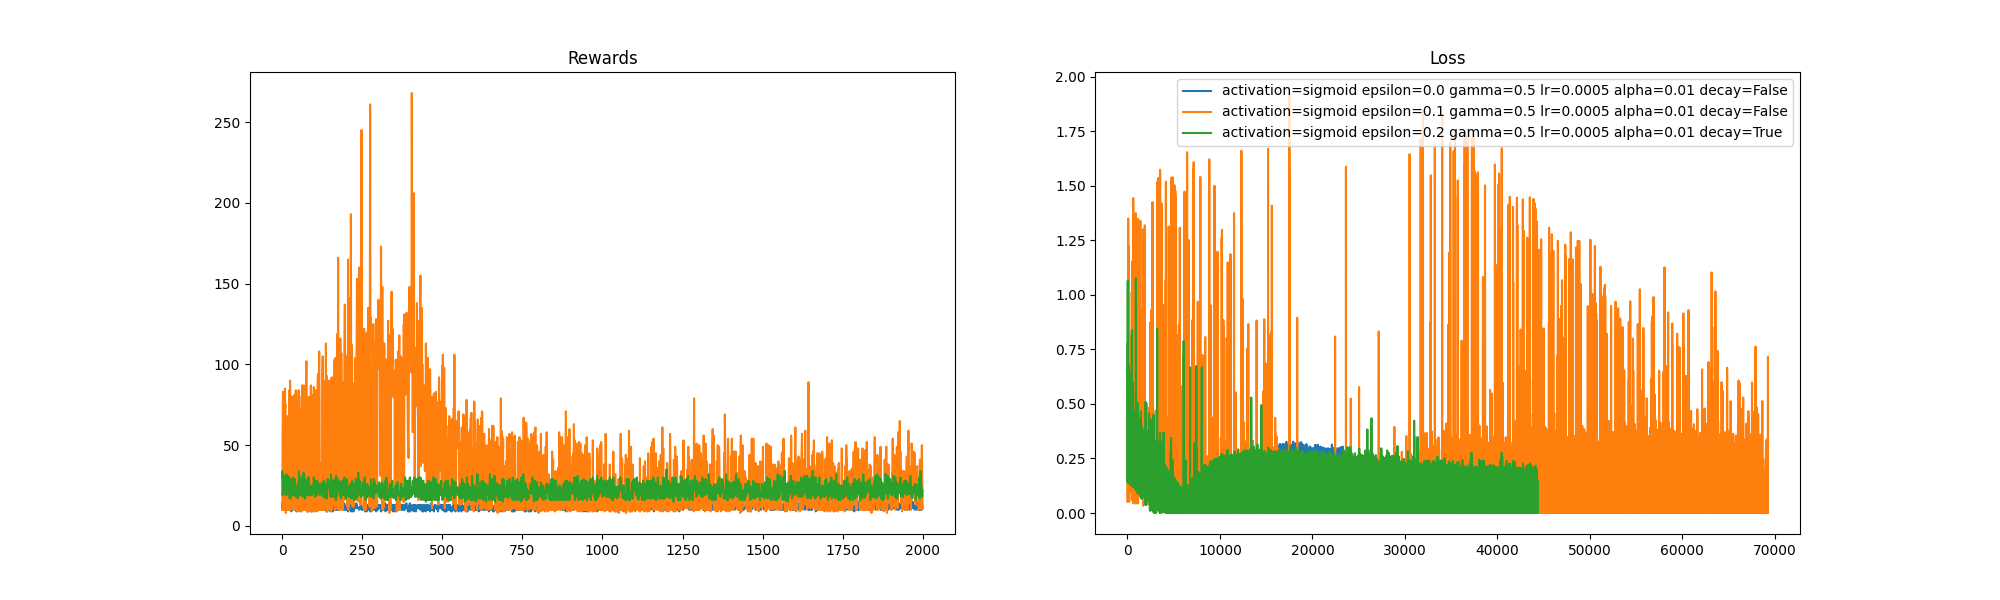 Rewards
250
200
150
100
50
0
0 250 500 750 1000 1250 1500 1750 2000
Loss
2.00
1.75
1.50
1.25
1.00
0.75
0.50
0.25
0.00
activation=sigmoid epsilon=0.0 gamma=0.5 lr=0.0005 alpha=0.01 decay=False
activation=sigmoid epsilon=0.1 gamma=0.5 lr=0.0005 alpha=0.01 decay=False
activation=sigmoid epsilon=0.2 gamma=0.5 lr=0.0005 alpha=0.01 decay=True
0 10000 20000 30000 40000 50000 60000 70000